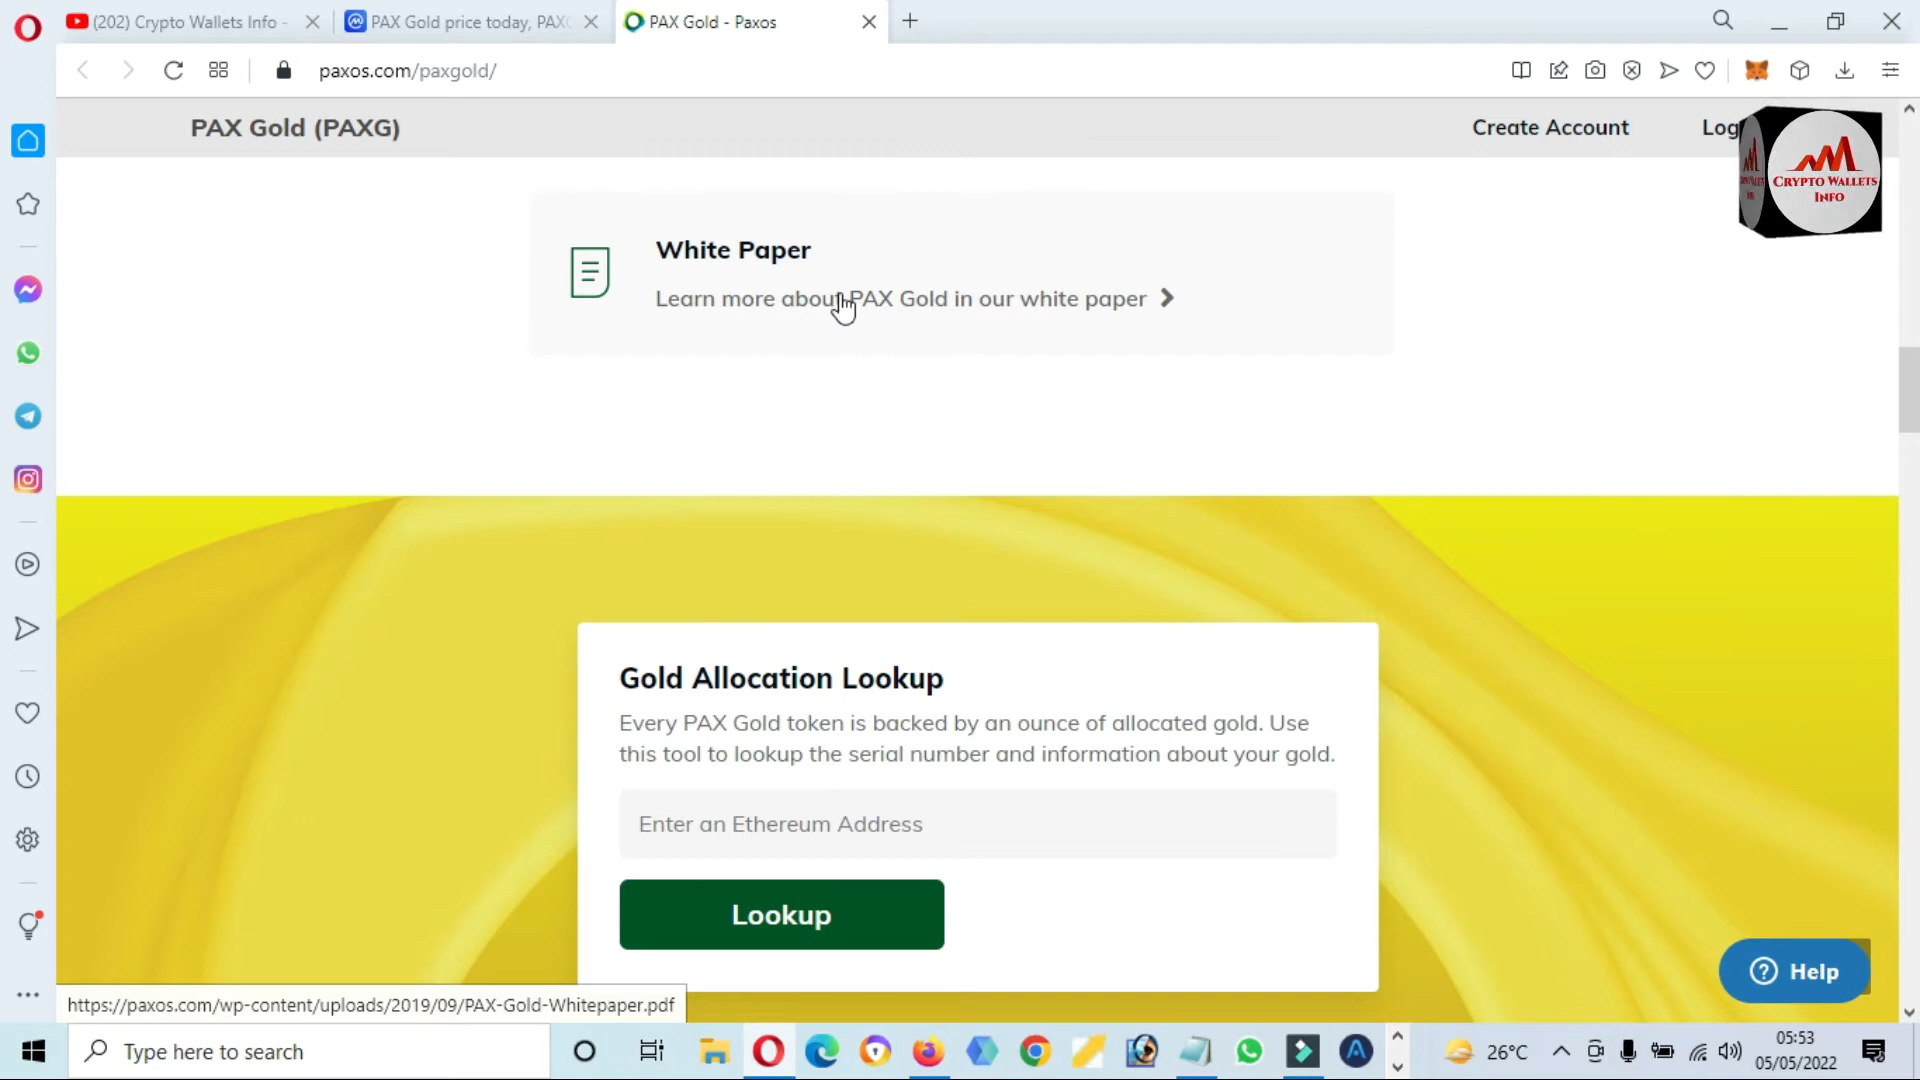 (202) Crypto Wallets Info -
PAX Gold price today, PAXG
PAX Gold - Paxos
paxos.com/paxgold/
PAX Gold (PAXG)
Create Account
Log
CRYPTO WALLETS
INFO
White Paper
Learn more about PAX Gold in our white paper
Gold Allocation Lookup
Every PAX Gold token is backed by an ounce of allocated gold. Use
this tool to lookup the serial number and information about your gold.
Enter an Ethereum Address
Lookup
Help
https://paxos.com/wp-content/uploads/2019/09/PAX-Gold-Whitepaper.pdf
Type here to search
26°C
05:53
05/05/2022